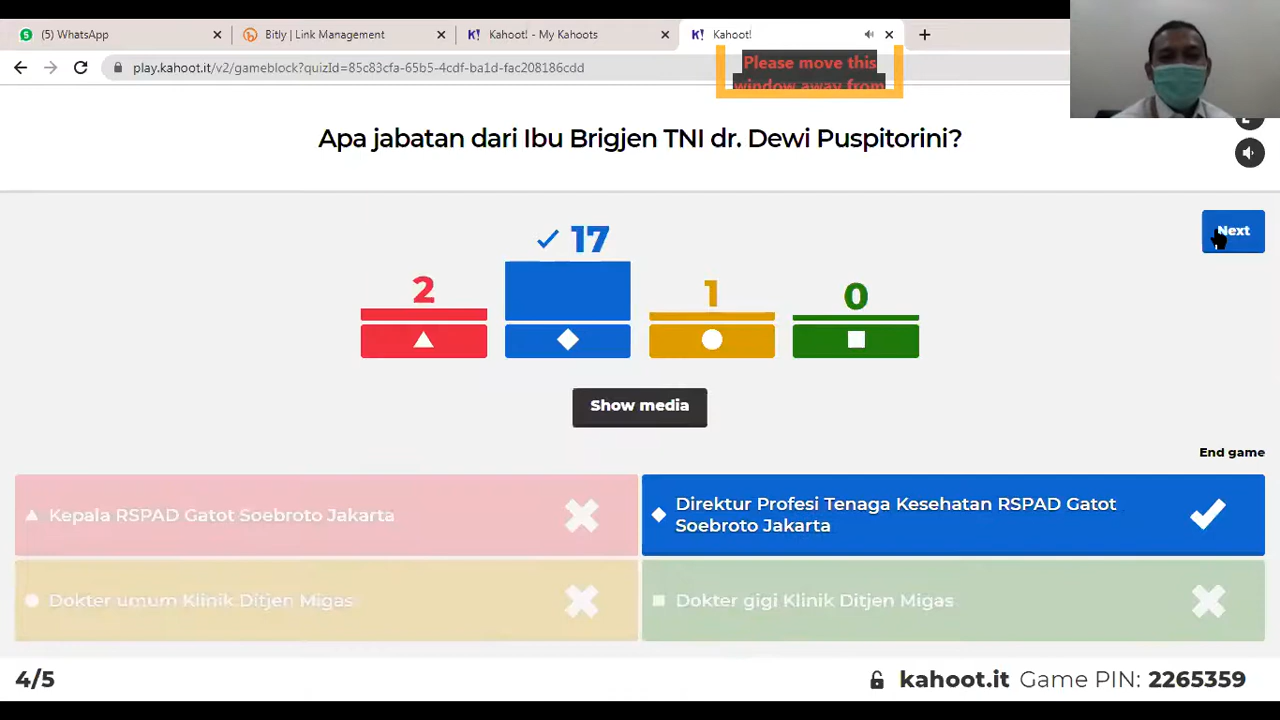 (5) WhatsApp
Bitly | Link Management
Kahoot! - My Kahoots
Kahoot!
play.kahoot.it/v2/gameblock?quizId=85c83cfa-65b5-4cdf-ba1d-fac208186cdd
Please move this
window away from
Apa jabatan dari Ibu Brigjen TNI dr. Dewi Puspitorini?
Next
2
17
1
0
Show media
End game
Kepala RSPAD Gatot Soebroto Jakarta
Direktur Profesi Tenaga Kesehatan RSPAD Gatot
Soebroto Jakarta
Dokter umum Klinik Ditjen Migas
Dokter gigi Klinik Ditjen Migas
4/5
kahoot.it Game PIN: 2265359